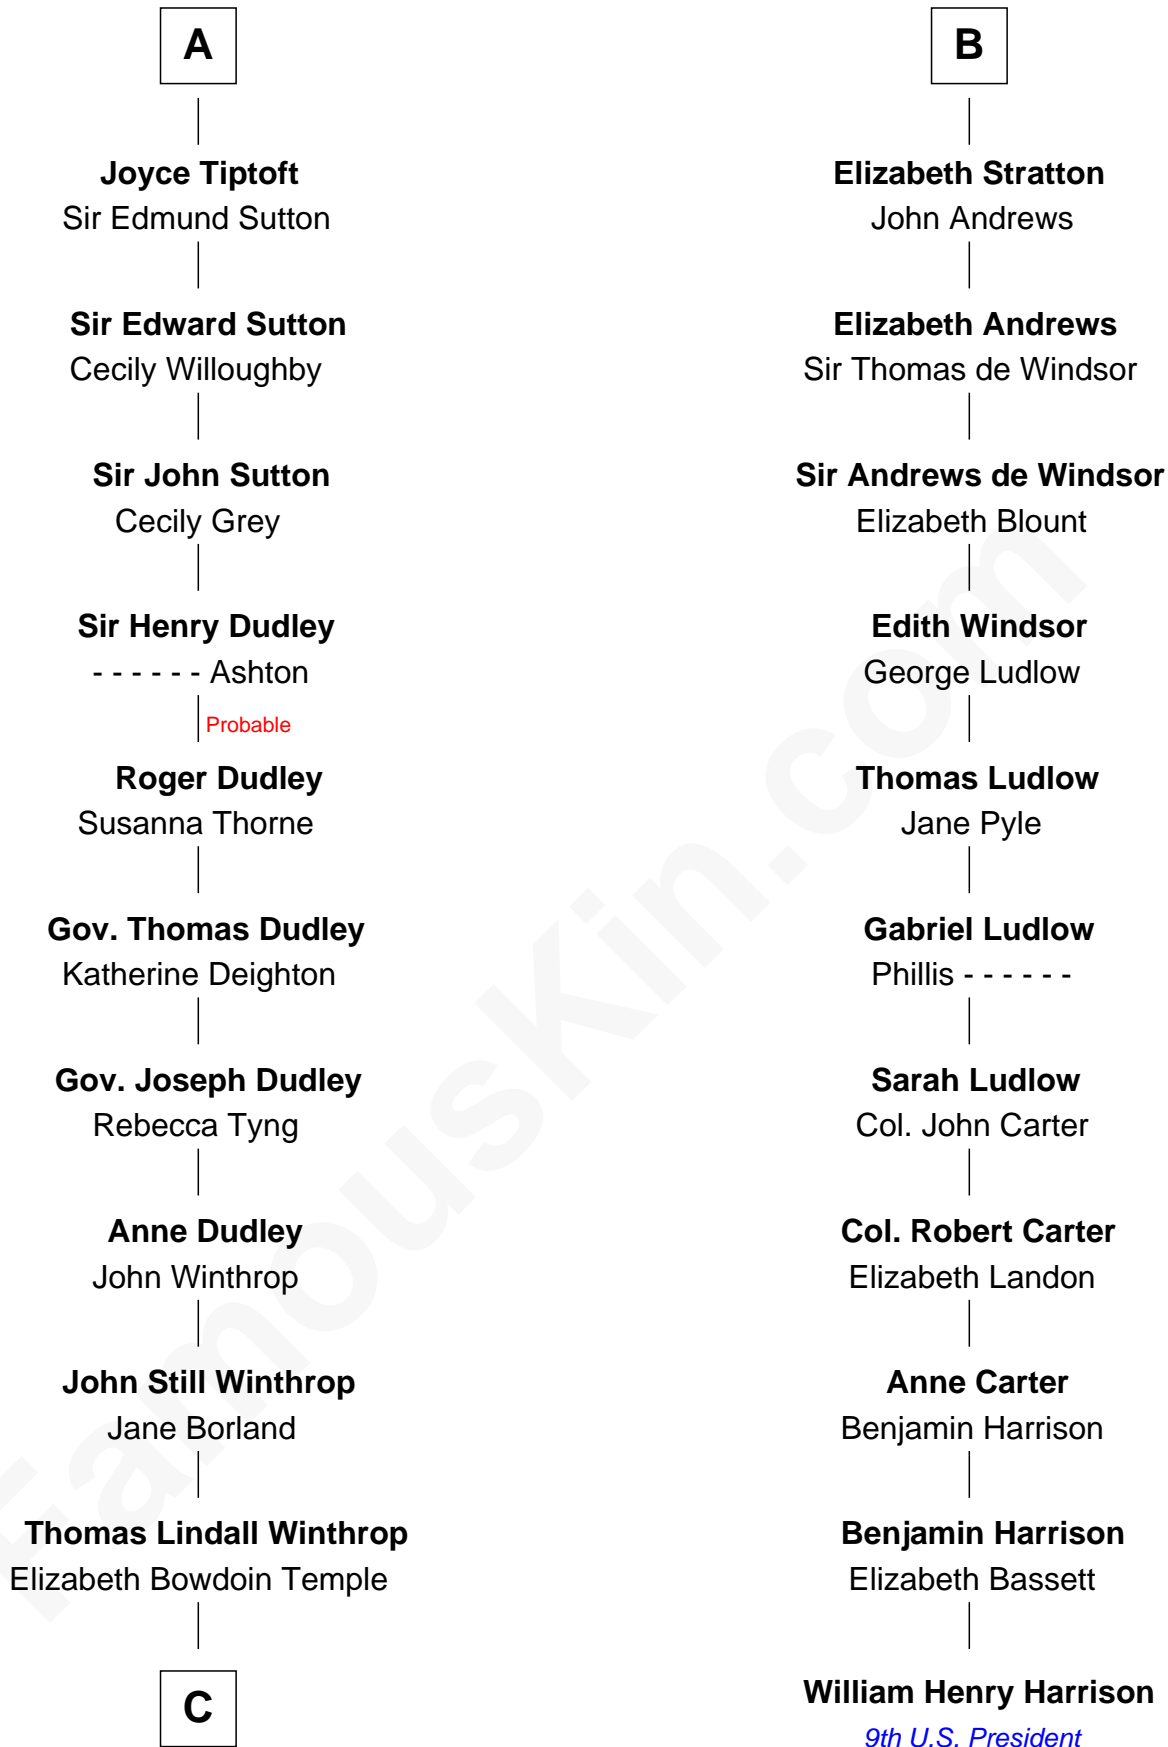 A
Joyce Tiptoft
Sir Edmund Sutton
Sir Edward Sutton
Cecily Willoughby
Sir John Sutton
Cecily Grey
Sir Henry Dudley
- - - - - - Ashton
Probable
Roger Dudley
Susanna Thorne
Gov. Thomas Dudley
Katherine Deighton
Gov. Joseph Dudley
Rebecca Tyng
Anne Dudley
John Winthrop
John Still Winthrop
Jane Borland
Thomas Lindall Winthrop
Elizabeth Bowdoin Temple
C
B
Elizabeth Stratton
John Andrews
Elizabeth Andrews
Sir Thomas de Windsor
Sir Andrews de Windsor
Elizabeth Blount
Edith Windsor
George Ludlow
Thomas Ludlow
Jane Pyle
Gabriel Ludlow
Phillis - - - - - -
Sarah Ludlow
Col. John Carter
Col. Robert Carter
Elizabeth Landon
Anne Carter
Benjamin Harrison
Benjamin Harrison
Elizabeth Bassett
William Henry Harrison
9th U.S. President
FamousKin.com